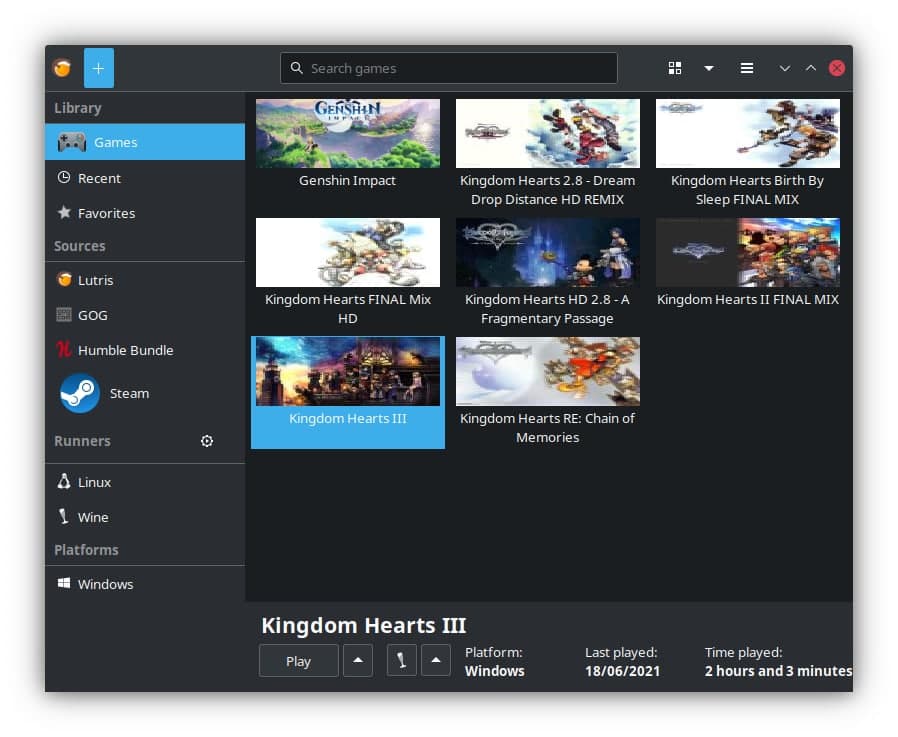 Search games
Library
Games
Recent
Favorites
Sources
Lutris
GOG
Humble Bundle
Steam
Runners
Linux
Wine
Platforms
Windows
GENSHIN
IMPACT
Genshin Impact
Kingdom Hearts 2.8 - Dream
Drop Distance HD REMIX
Kingdom Hearts Birth By
Sleep FINAL MIX
Kingdom Hearts FINAL Mix
HD
Kingdom Hearts HD 2.8 - A
Fragmentary Passage
Kingdom Hearts II FINAL MIX
Kingdom Hearts III
Kingdom Hearts RE: Chain of
Memories
Kingdom Hearts III
Play
Platform:
Windows
Last played:
18/06/2021
Time played:
2 hours and 3 minutes